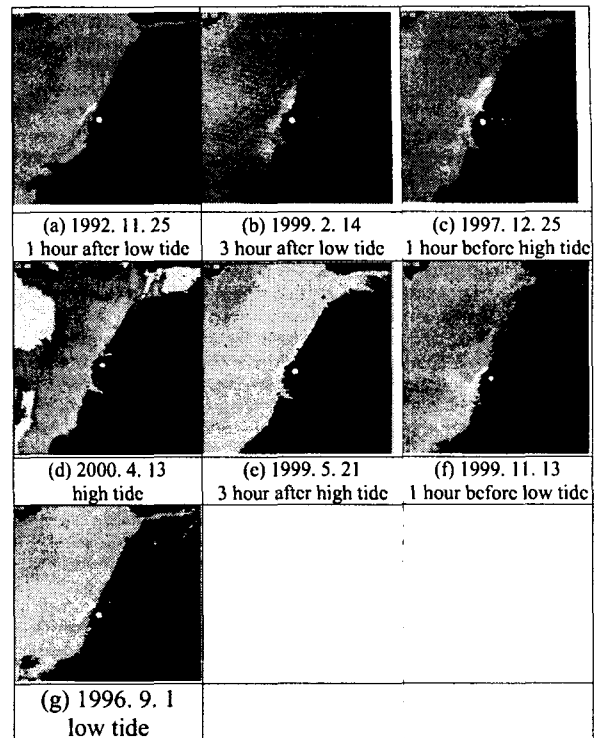 (a) 1992. 11. 25
1 hour after low tide
(b) 1999. 2. 14
3 hour after low tide
(c) 1997. 12. 25
1 hour before high tide
(d) 2000. 4. 13
high tide
(e) 1999. 5. 21
3 hour after high tide
(f) 1999. 11. 13
1 hour before low tide
(g) 1996. 9. 1
low tide